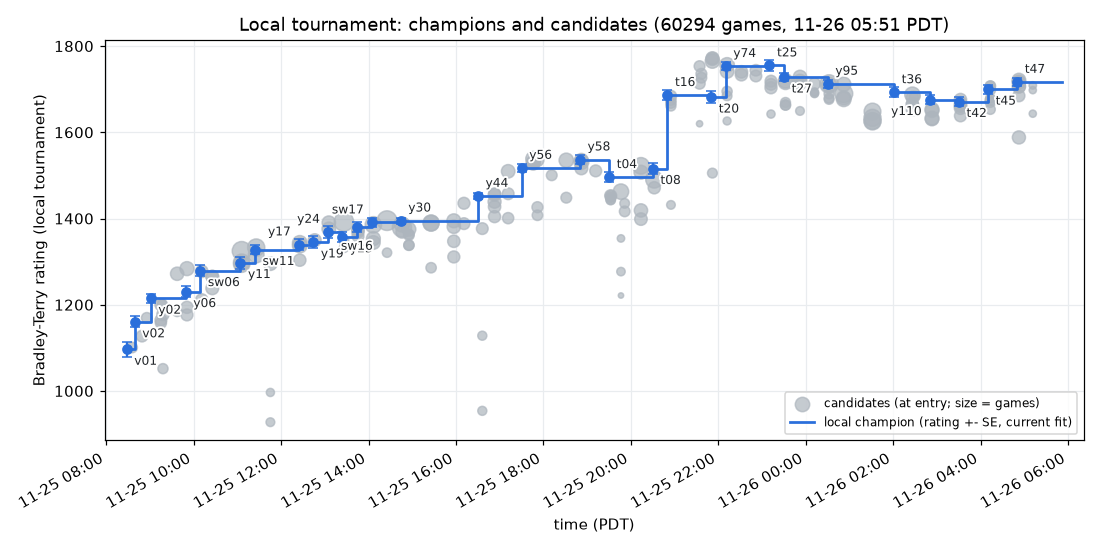 Local tournament: champions and candidates (60294 games, 11-26 05:51 PDT)
Bradley-Terry rating (local tournament)
1800
1600
1400
1200
1000
v01
v02
y02
y06
sw06
y11
sw11
y17
y24
y19
sw17
sw16
y30
y44
y56
y58
t04
t08
t16
t20
y74
t25
t27
y95
t36
y110
t42
t45
t47
candidates (at entry; size = games)
local champion (rating +- SE, current fit)
11-25 08:00
11-25 10:00
11-25 12:00
11-25 14:00
11-25 16:00
11-25 18:00
11-25 20:00
11-25 22:00
11-26 00:00
11-26 02:00
11-26 04:00
11-26 06:00
time (PDT)